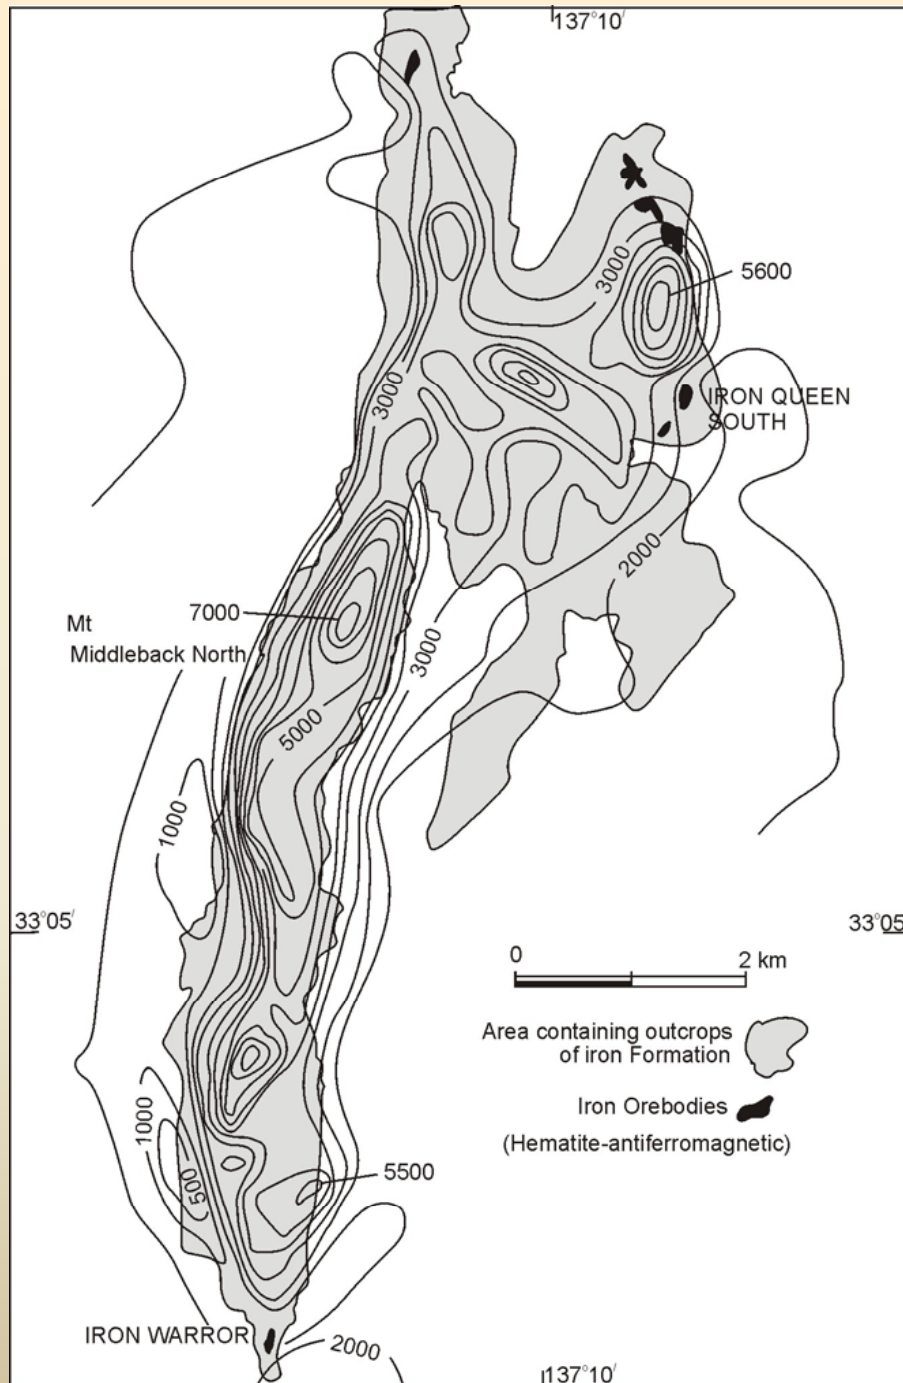 137°10′
3000
5600
3000
IRON QUEEN
SOUTH
2000
7000
Mt
Middleback North
3000
5000
1000
33°05′
33°05
0 2 km
Area containing outcrops
of iron Formation
Iron Orebodies
(Hematite-antiferromagnetic)
1000
500
5500
IRON WARROR
2000
137°10′